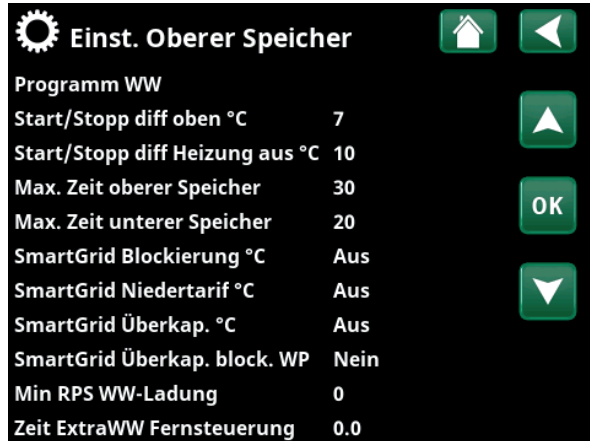 Einst. Oberer Speicher
Programm WW
Start/Stopp diff oben °C 7
Start/Stopp diff Heizung aus °C 10
Max. Zeit oberer Speicher 30
Max. Zeit unterer Speicher 20
OK
SmartGrid Blockierung °C Aus
SmartGrid Niedertarif °C Aus
SmartGrid Überkap. °C Aus
SmartGrid Überkap. block. WP Nein
Min RPS WW-Ladung 0
Zeit ExtraWW Fernsteuerung 0.0